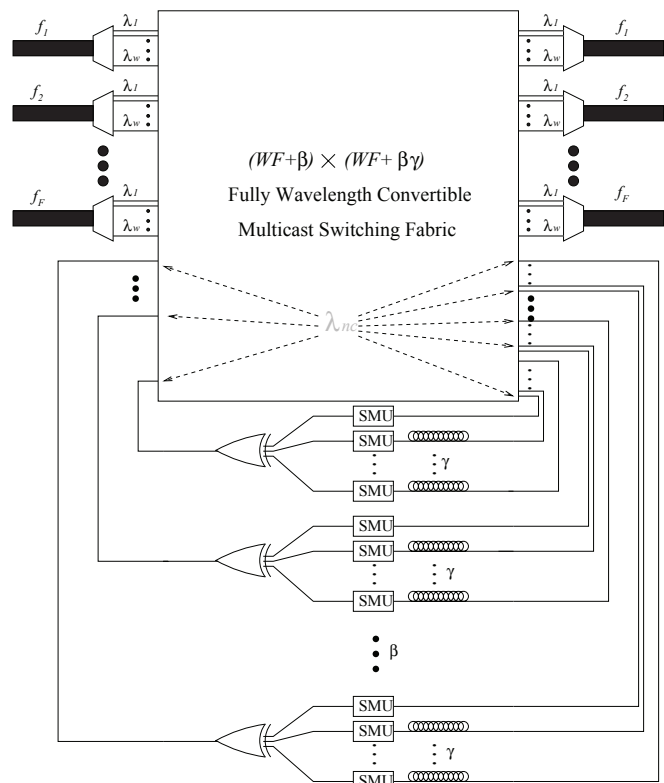 f1 λ1 λ1 f1
λw λw
f2 λ1 λ1 f2
λw λw
(WF+β) × (WF+ βγ)
Fully Wavelength Convertible
Multicast Switching Fabric
fF λ1 λ1 fF
λw λw
λnc
SMU
SMU
γ
SMU
SMU
SMU
γ
SMU
β
SMU
SMU
γ
SMU